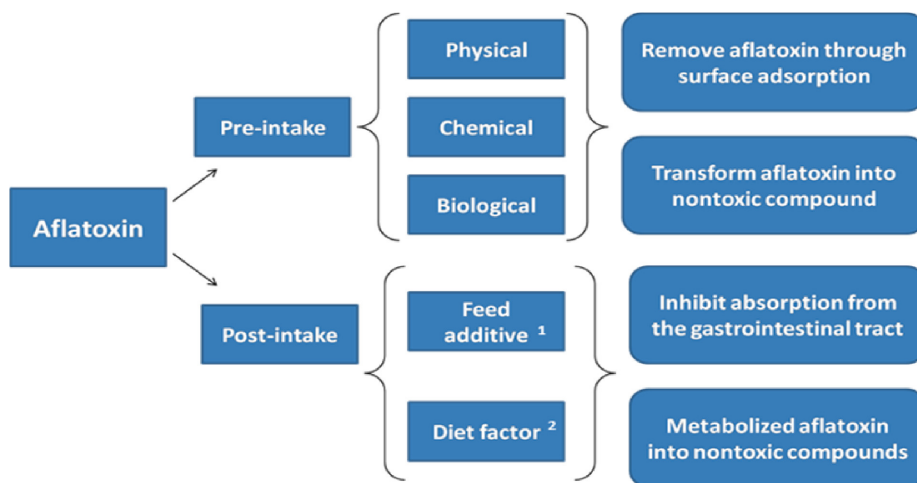 Aflatoxin
Pre-intake
Physical
Chemical
Biological
Remove aflatoxin through
surface adsorption
Transform aflatoxin into
nontoxic compound
Post-intake
Feed
additive 1
Diet factor 2
Inhibit absorption from
the gastrointestinal tract
Metabolized aflatoxin
into nontoxic compounds